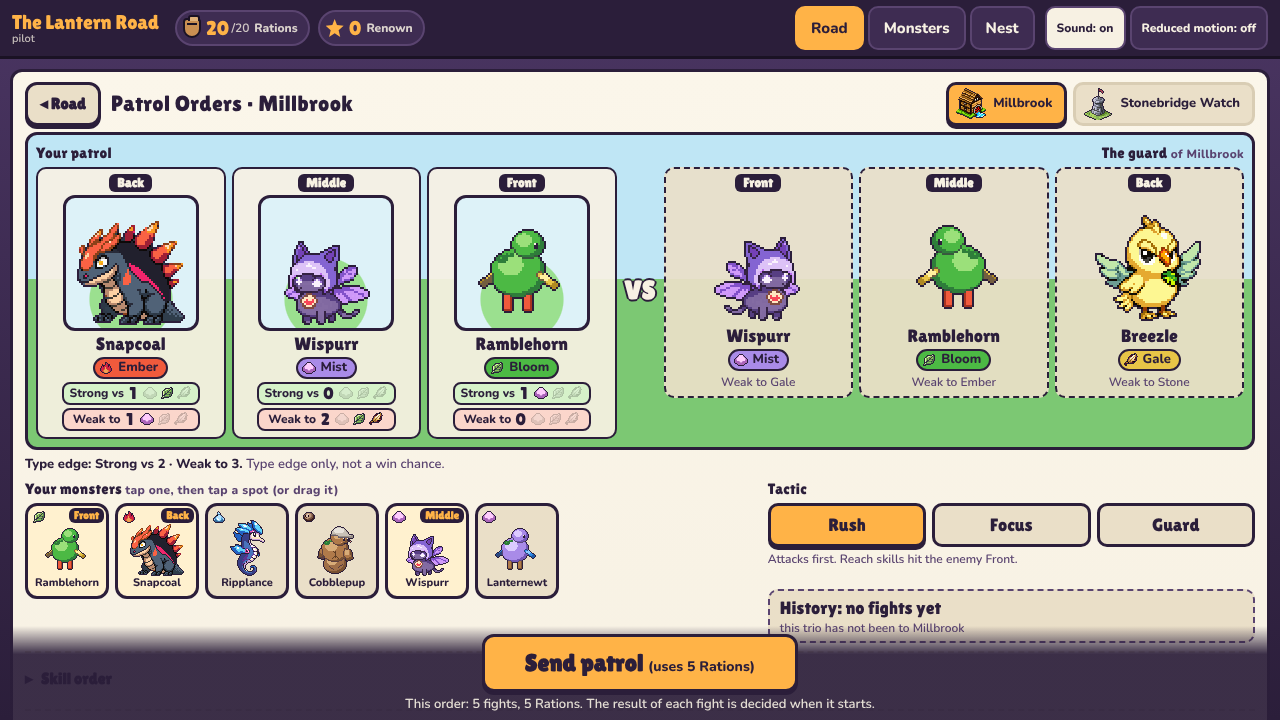 The Lantern Road
pilot
20/20 Rations
0 Renown
Road
Monsters
Nest
Sound: on
Reduced motion: off
◂ Road
Patrol Orders · Millbrook
Millbrook
Stonebridge Watch
Your patrol
The guard of Millbrook
Back
Middle
Front
VS
Front
Middle
Back
Snapcoal
Ember
Strong vs 1
Weak to 1
Wispurr
Mist
Strong vs 0
Weak to 2
Ramblehorn
Bloom
Strong vs 1
Weak to 0
Wispurr
Mist
Weak to Gale
Ramblehorn
Bloom
Weak to Ember
Breezle
Gale
Weak to Stone
Type edge: Strong vs 2 · Weak to 3. Type edge only, not a win chance.
Your monsters tap one, then tap a spot (or drag it)
Front
Ramblehorn
Back
Snapcoal
Ripplance
Cobblepup
Middle
Wispurr
Lanternewt
Tactic
Rush
Focus
Guard
Attacks first. Reach skills hit the enemy Front.
History: no fights yet
this trio has not been to Millbrook
▸ Skill order
Send patrol (uses 5 Rations)
This order: 5 fights, 5 Rations. The result of each fight is decided when it starts.